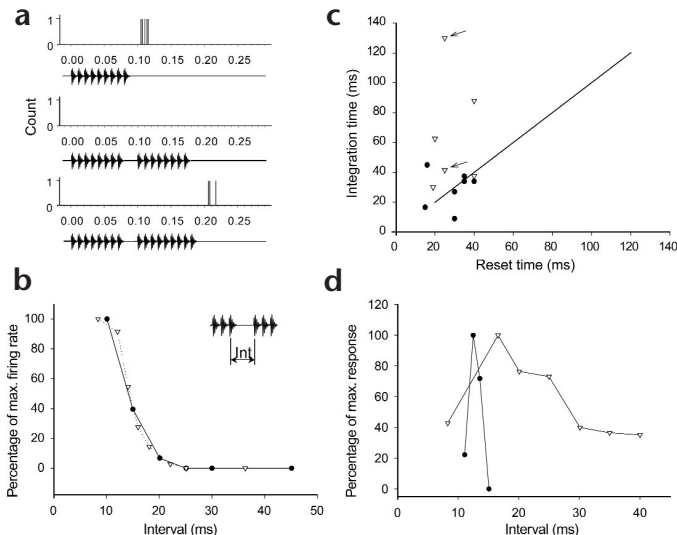 a
1
0
0.00 0.05 0.10 0.15 0.20 0.25
1
0
0.00 0.05 0.10 0.15 0.20 0.25
1
0
0.00 0.05 0.10 0.15 0.20 0.25
Count
b
100
80
60
40
20
0
0 10 20 30 40 50
Percentage of max. firing rate
Interval (ms)
Int
c
140
120
100
80
60
40
20
0
0 20 40 60 80 100 120 140
Integration time
(ms)
Reset time (ms)
d
120
100
80
60
40
20
0
0 10 20 30 40
Percentage of max. response
Interval (ms)